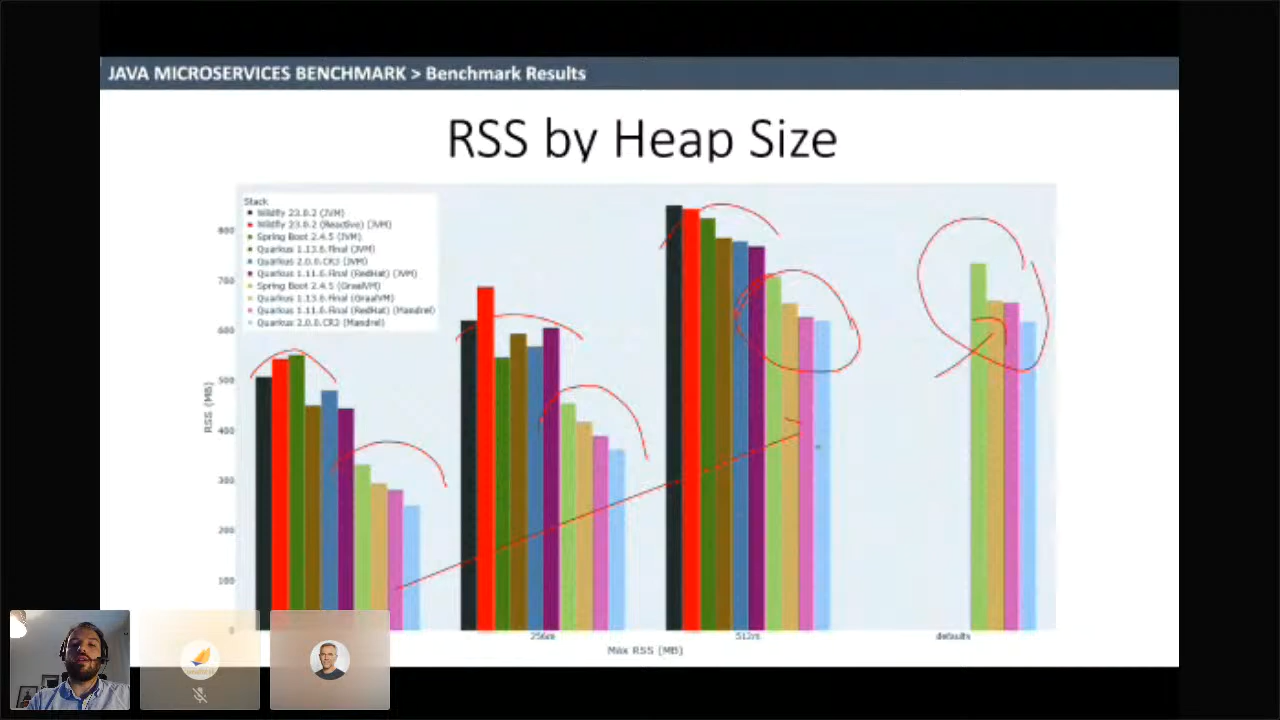 JAVA MICROSERVICES BENCHMARK > Benchmark Results
RSS by Heap Size
Stack
Wildfly 23.0.2 (JVM)
Wildfly 23.0.2 (Reactive) (JVM)
Spring Boot 2.4.5 (JVM)
Quarkus 1.13.6.Final (JVM)
Quarkus 2.0.0.CR3 (JVM)
Quarkus 1.11.6.Final (RedHat) (JVM)
Spring Boot 2.4.5 (GraalVM)
Quarkus 1.13.6.Final (GraalVM)
Quarkus 1.11.6.Final (RedHat) (Mandrel)
Quarkus 2.0.0.CR3 (Mandrel)
800
700
600
500
400
300
200
100
0
RSS (MB)
256m
512m
defaults
Max RSS (MB)